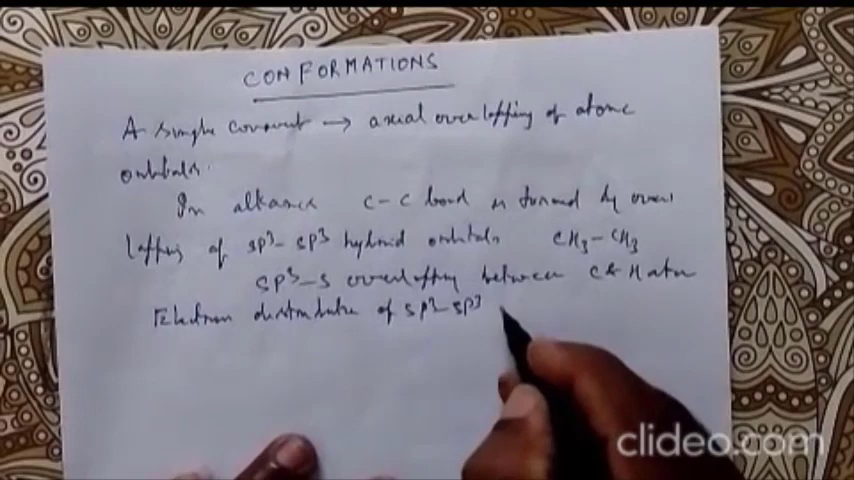 CONFORMATIONS
A single covalent → axial overlapping of atomic
orbitals.
In alkanes C-C bond is formed by over
lapping of sp³-sp³ hybrid orbitals CH₃-CH₃
sp³-s overlapping between C & H atom
Electron distribution of sp³-sp³
clideo.com